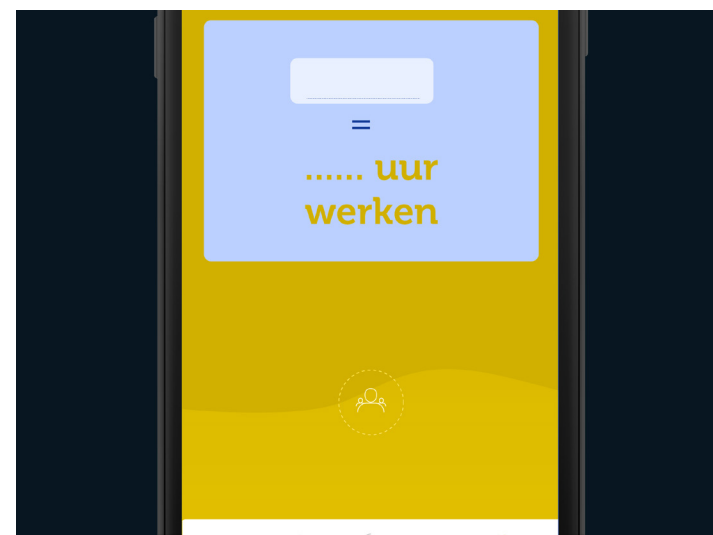 =
...... uur
werken